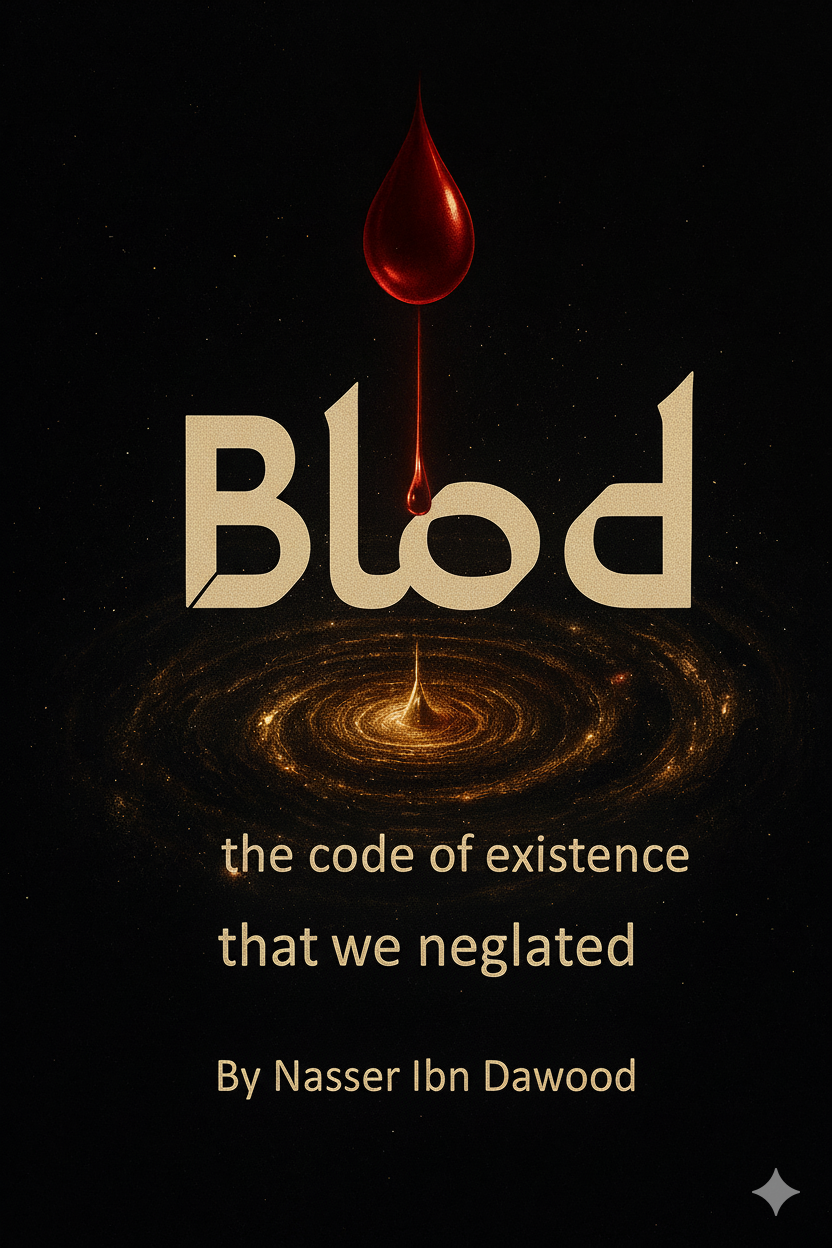 Blod
the code of existence
that we neglated
By Nasser Ibn Dawood